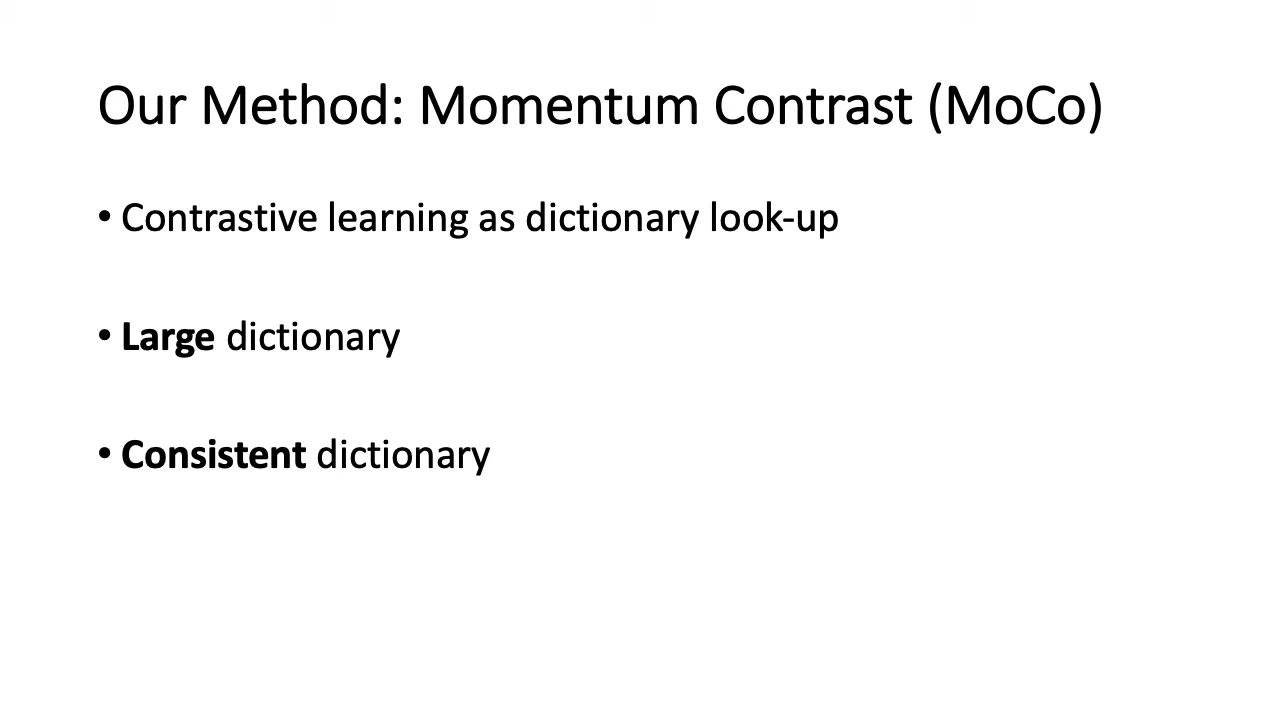 Our Method: Momentum Contrast (MoCo)
• Contrastive learning as dictionary look-up
• Large dictionary
• Consistent dictionary